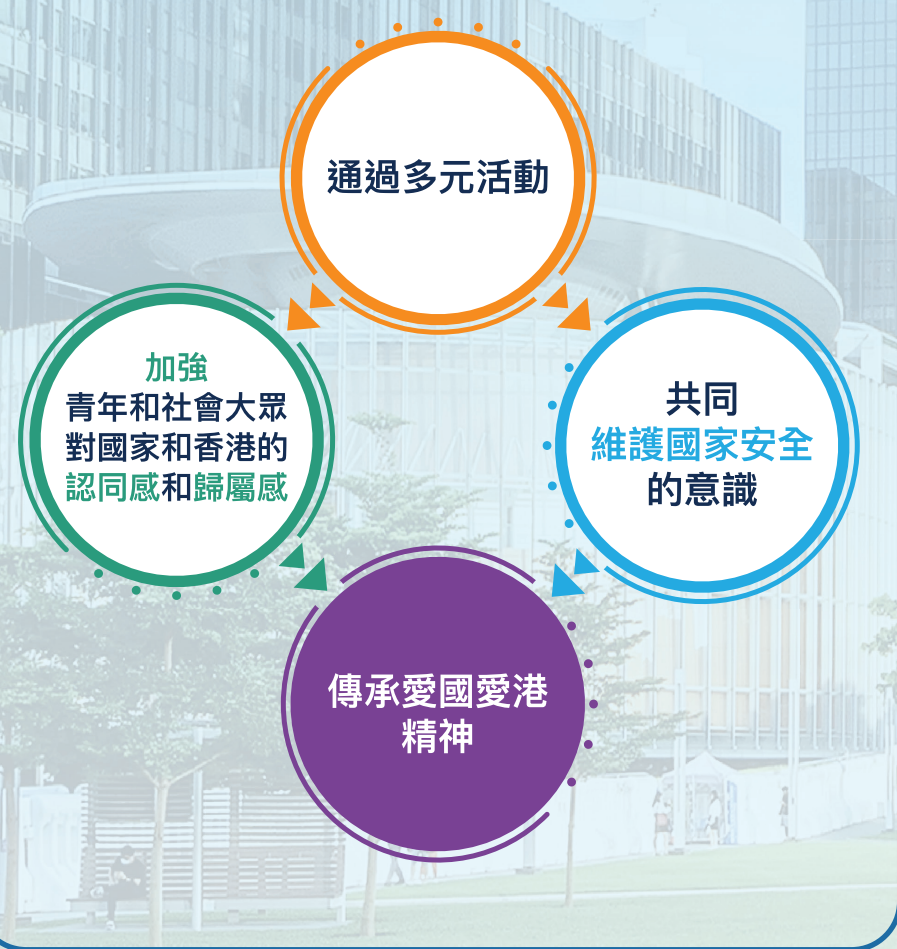 通過多元活動
加強
青年和社會大眾
對國家和香港的
認同感和歸屬感
共同
維護國家安全
的意識
傳承愛國愛港
精神